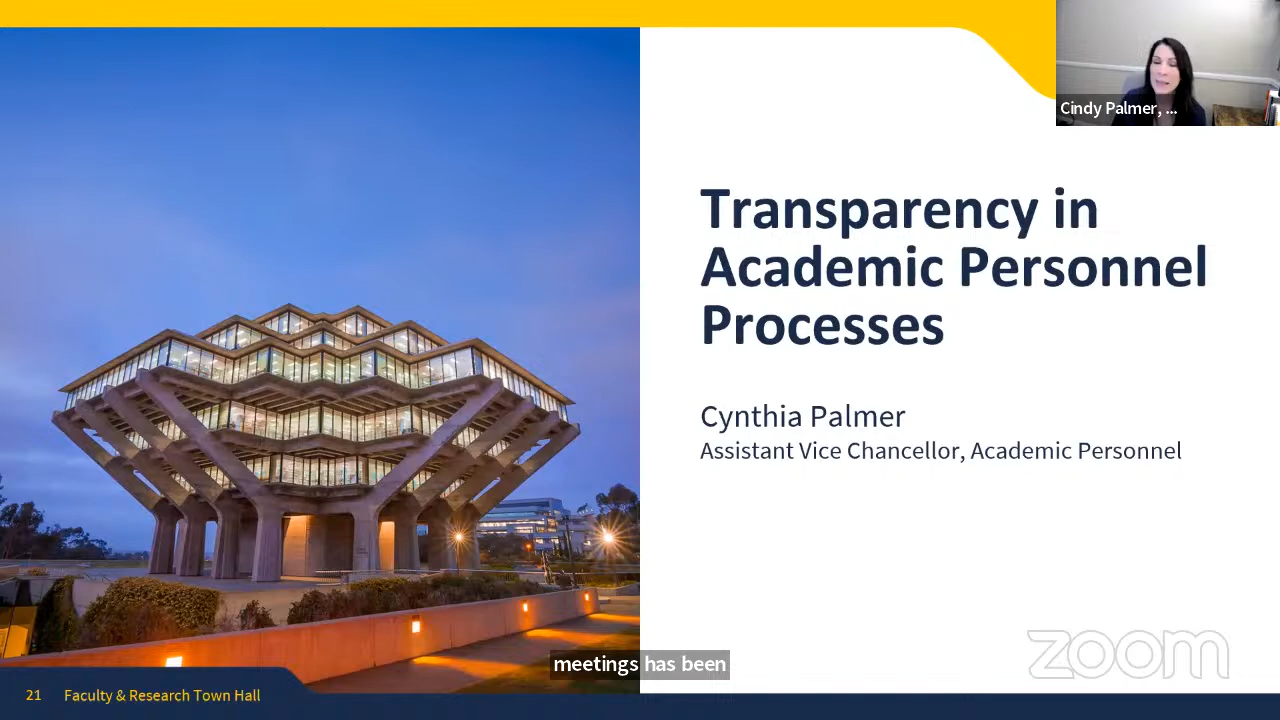 Cindy Palmer, ...
Transparency in
Academic Personnel
Processes
Cynthia Palmer
Assistant Vice Chancellor, Academic Personnel
meetings has been
zoom
21 Faculty & Research Town Hall